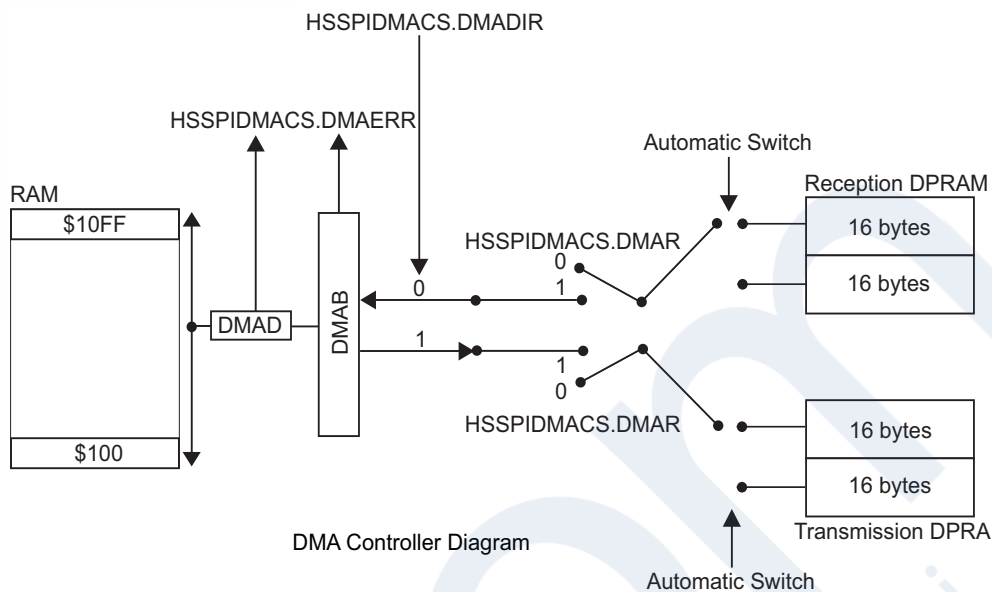 HSSPIDMACS.DMADIR
HSSPIDMACS.DMAERR
Automatic Switch
RAM
Reception DPRAM
$10FF
16 bytes
HSSPIDMACS.DMAR
0
16 bytes
0
1
DMAD
DMAB
1
1
0
HSSPIDMACS.DMAR
16 bytes
$100
16 bytes
Transmission DPRA
DMA Controller Diagram
Automatic Switch